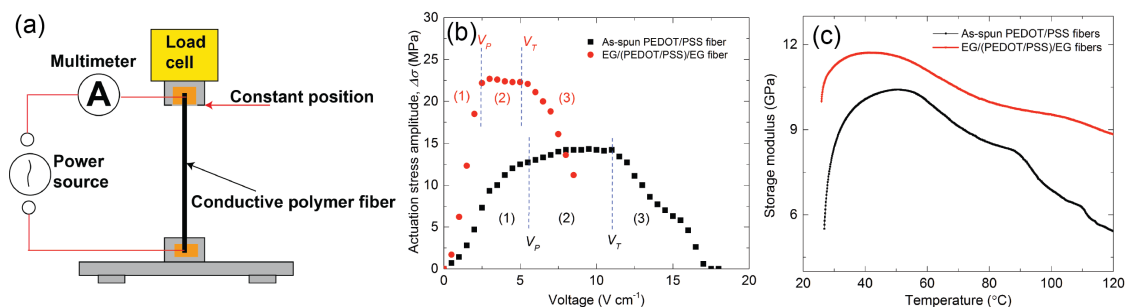 (a)
Load
cell
Multimeter
A
Constant position
Power
source
Conductive polymer fiber
(b)
Actuation stress amplitude, Δσ (MPa)
30
25
20
15
10
5
0
V_P
V_T
As-spun PEDOT/PSS fiber
EG/(PEDOT/PSS)/EG fiber
(1)
(2)
(3)
(1)
(2)
(3)
V_P
V_T
0
5
10
15
20
Voltage (V cm⁻¹)
(c)
Storage modulus (GPa)
12
9
6
As-spun PEDOT/PSS fibers
EG/(PEDOT/PSS)/EG fibers
20
40
60
80
100
120
Temperature (°C)